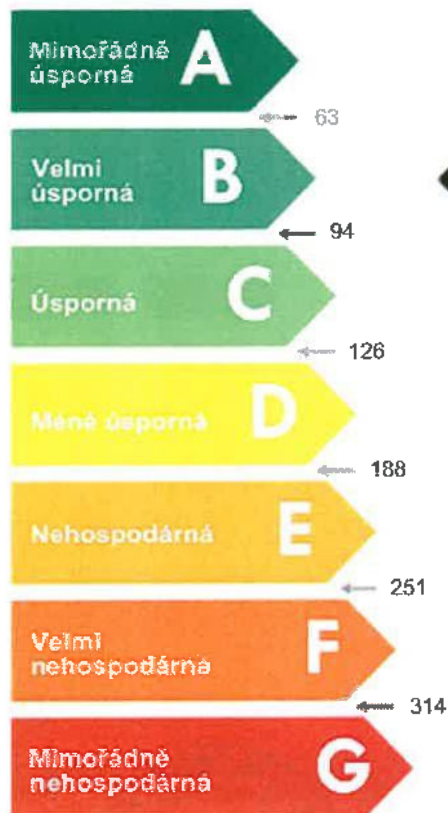 Mimořádně
úsporná
A
63
Velmi
úsporná
B
94
Úsporná
C
126
Méně úsporná
D
188
Nehospodárná
E
251
Velmi
nehospodárná
F
314
Mimořádně
nehospodárná
G